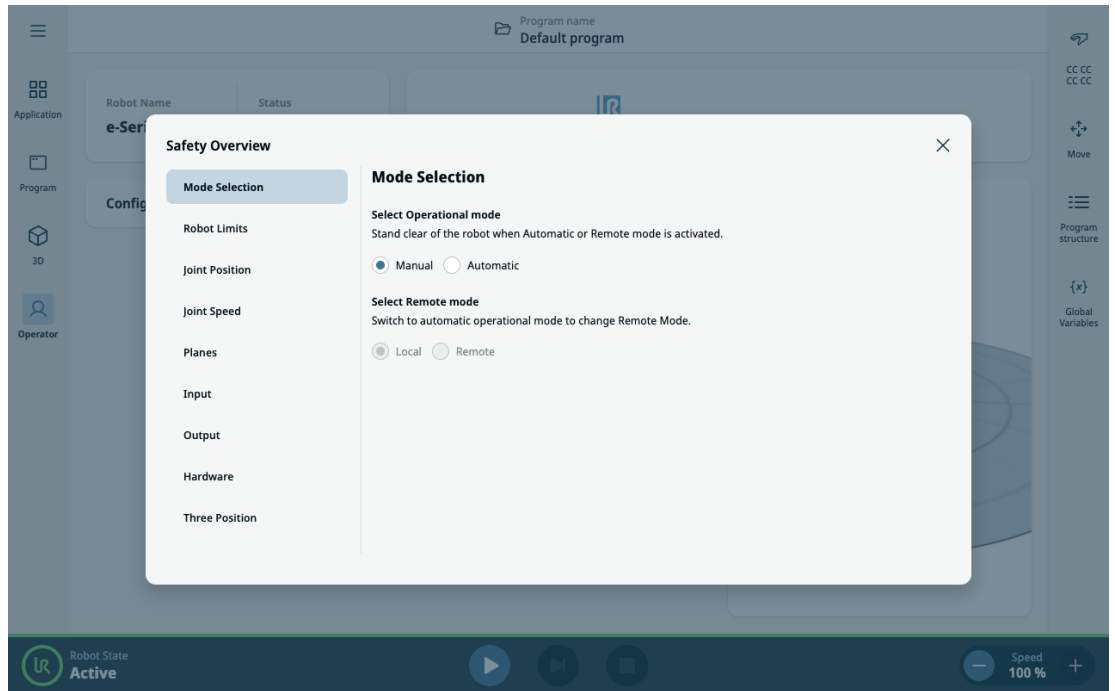 Program name
Default program
Application
Program
3D
Operator
Robot Name
Status
e-Seri
Config
Safety Overview
Mode Selection
Robot Limits
Joint Position
Joint Speed
Planes
Input
Output
Hardware
Three Position
Mode Selection
Select Operational mode
Stand clear of the robot when Automatic or Remote mode is activated.
Manual Automatic
Select Remote mode
Switch to automatic operational mode to change Remote Mode.
Local Remote
CC CC
CC CC
Move
Program
structure
{x}
Global
Variables
Robot State
Active
Speed
100 %